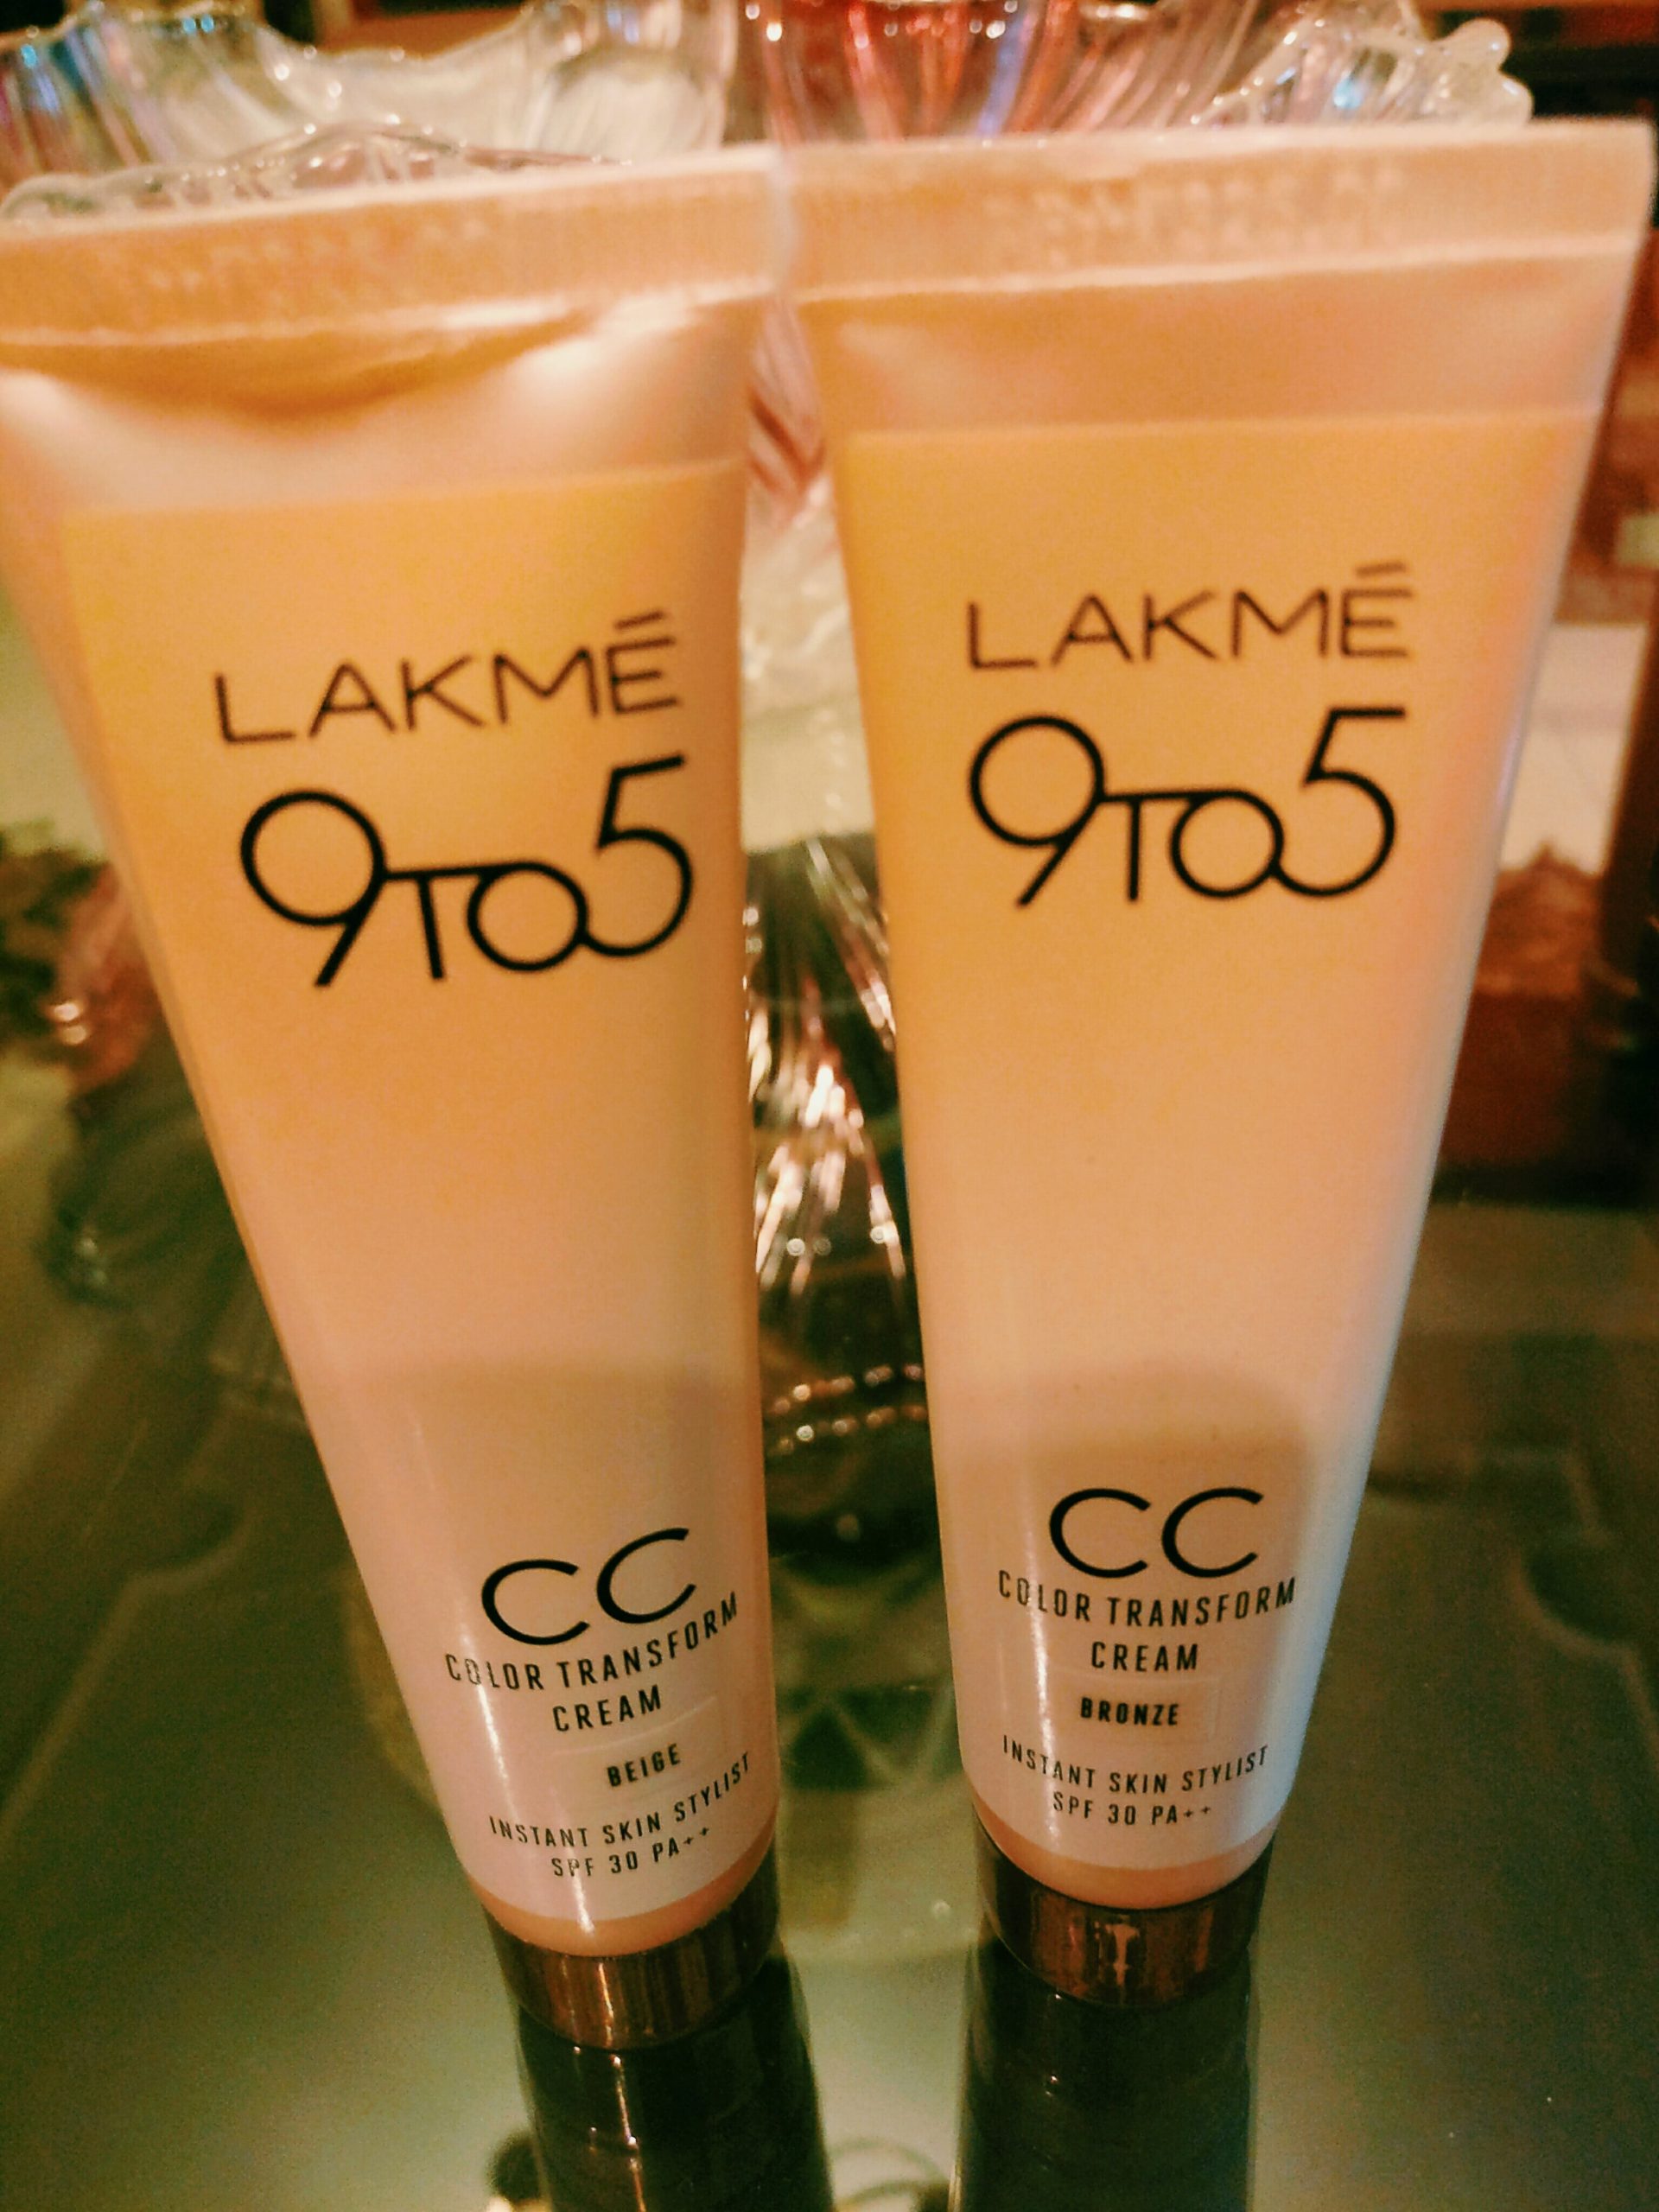 LAKMÉ
9TO5
CC
COLOR TRANSFORM
CREAM
BEIGE
INSTANT SKIN STYLIST
SPF 30 PA++
LAKMÉ
9TO5
CC
COLOR TRANSFORM
CREAM
BRONZE
INSTANT SKIN STYLIST
SPF 30 PA++